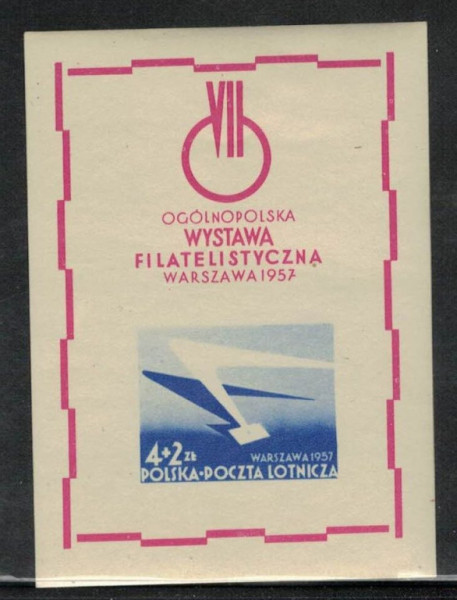 VII
OGÓLNOPOLSKA
WYSTAWA
FILATELISTYCZNA
WARSZAWA 1957
4+2 ZŁ
WARSZAWA 1957
POLSKA·POCZTA LOTNICZA